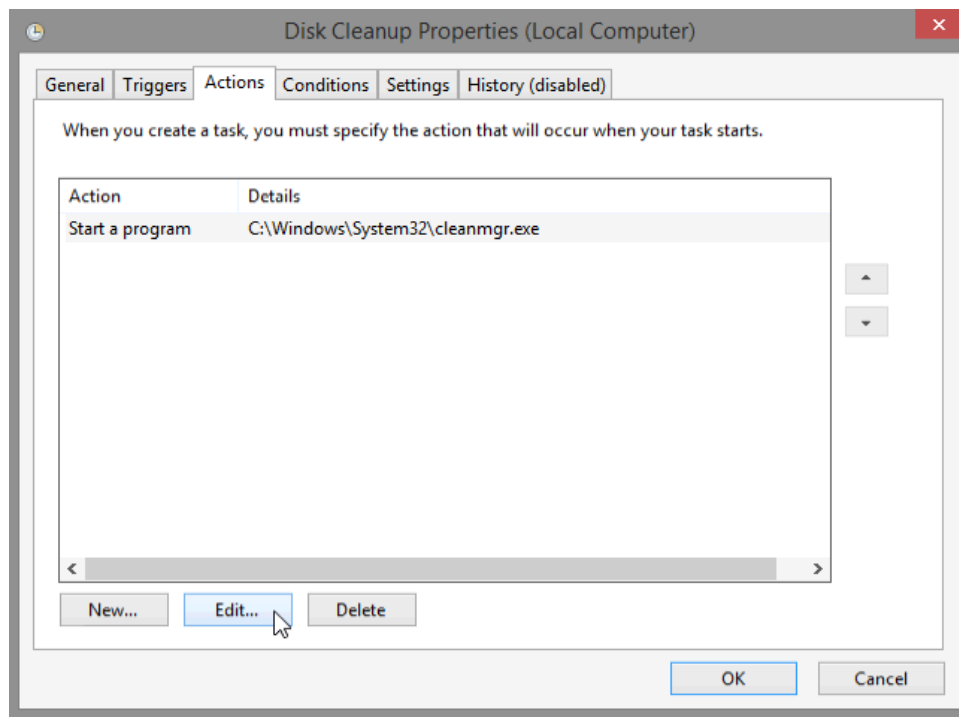 Disk Cleanup Properties (Local Computer)
General Triggers Actions Conditions Settings History (disabled)
When you create a task, you must specify the action that will occur when your task starts.
Action Details
Start a program C:\Windows\System32\cleanmgr.exe
New... Edit... Delete
OK Cancel